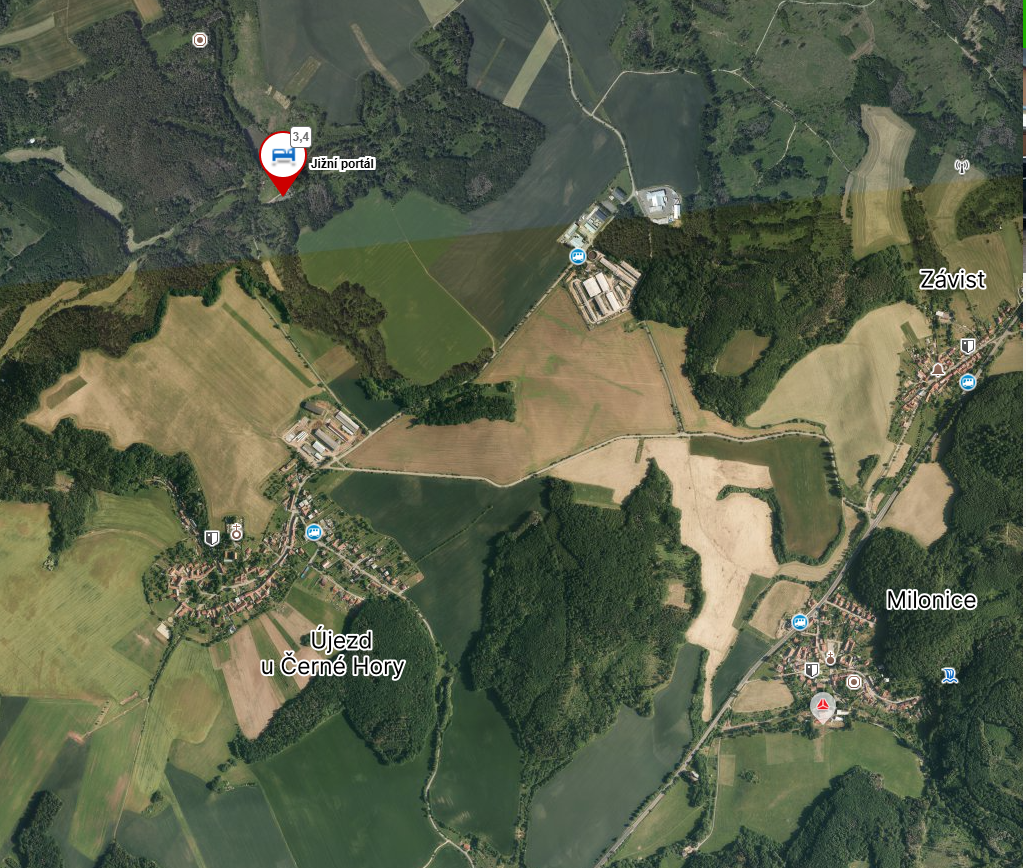 3,4
Jižní portál
Závist
Milonice
Újezd
u Černé Hory